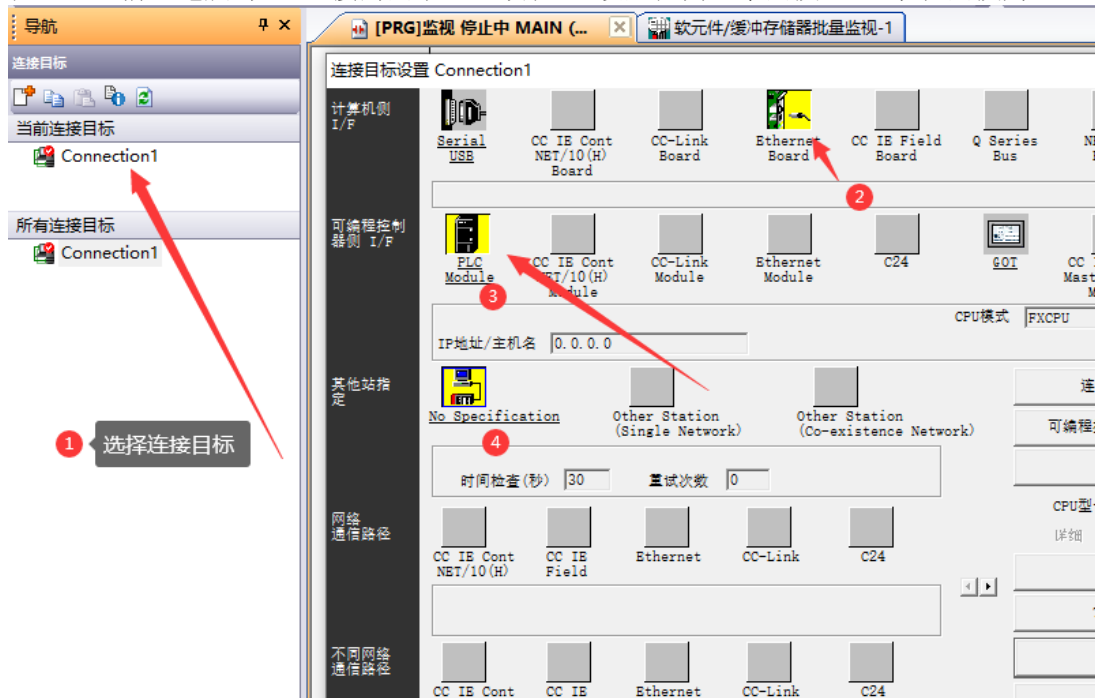 导航
[PRG]监视 停止中 MAIN (...
软元件/缓冲存储器批量监视-1
连接目标
当前连接目标
Connection1
所有连接目标
Connection1
1 选择连接目标
连接目标设置 Connection1
计算机侧
I/F
Serial
USB
CC IE Cont
NET/10(H)
Board
CC-Link
Board
Ethernet
Board
CC IE Field
Board
Q Series
Bus
2
可编程控制
器侧 I/F
PLC
Module
CC IE Cont
NET/10(H)
Module
CC-Link
Module
Ethernet
Module
C24
GOT
CC
Mast
M
3
CPU模式 FXCPU
IP地址/主机名 0.0.0.0
其他站指
定
No Specification
Other Station
(Single Network)
Other Station
(Co-existence Network)
4
连
可编程
时间检查(秒) 30 重试次数 0
CPU型
详细
网络
通信路径
CC IE Cont
NET/10(H)
CC IE
Field
Ethernet
CC-Link
C24
不同网络
通信路径
CC IE Cont
CC IE
Ethernet
CC-Link
C24